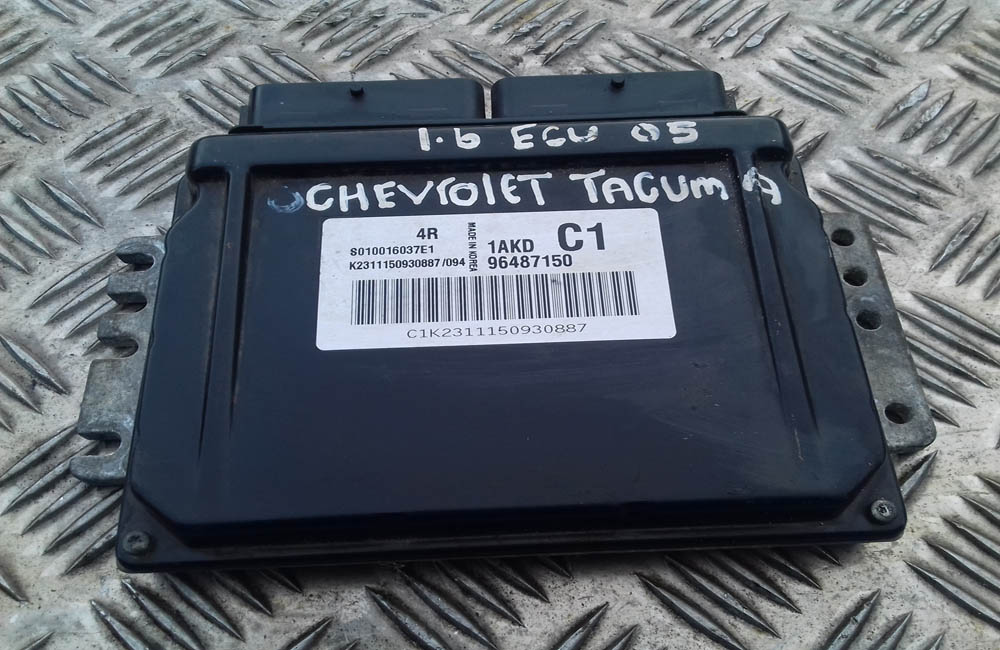 1.6 ECU 05
CHEVROLET TACUMA
4R
S010016037E1
K2311150930887/094
MADE IN KOREA
1AKD C1
96487150
C1K2311150930887